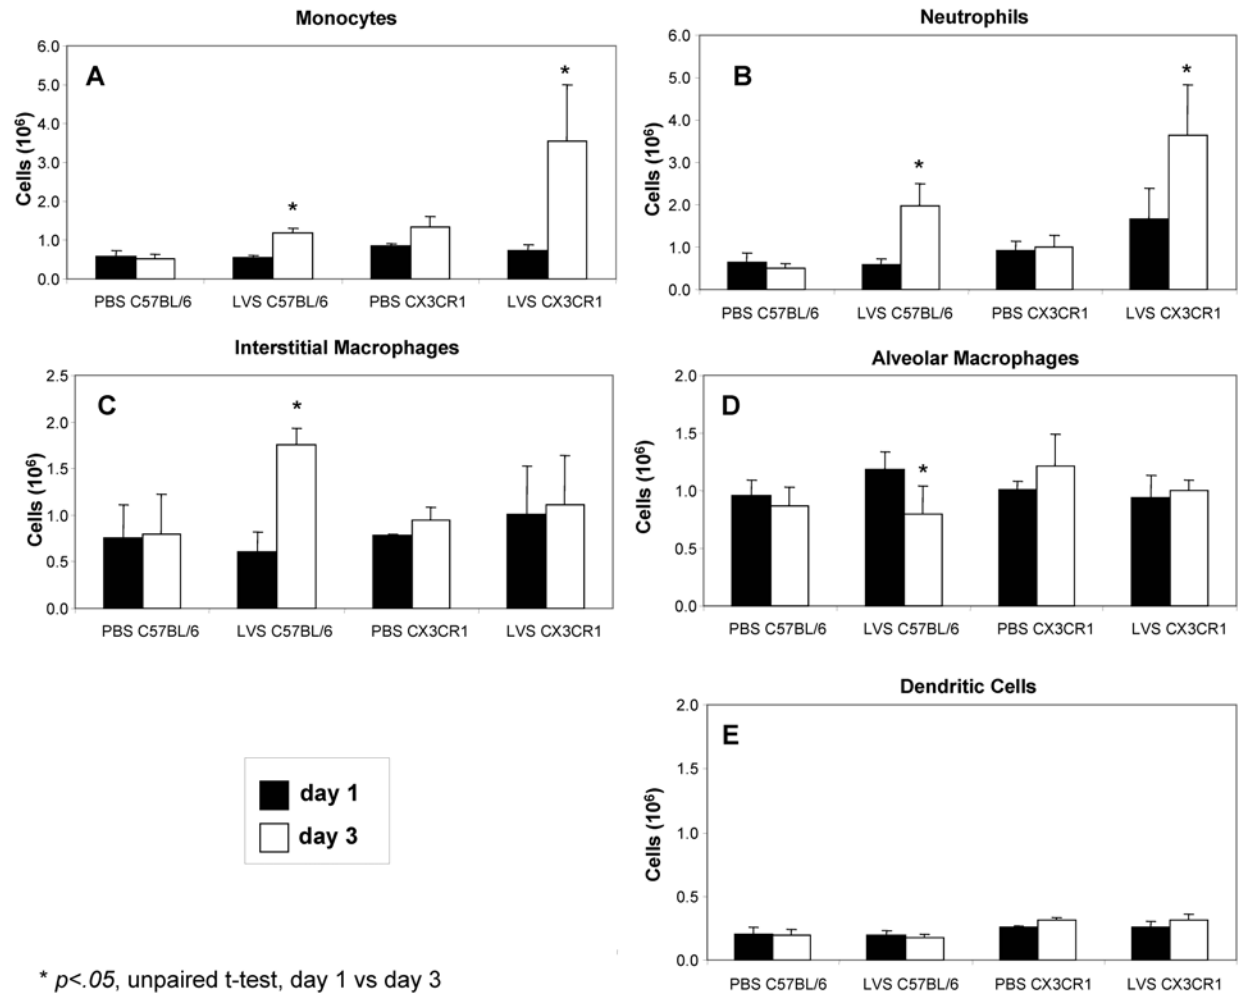 Monocytes
A
*
*
6.0
5.0
4.0
3.0
2.0
1.0
0.0
Cells (10⁶)
PBS C57BL/6 LVS C57BL/6 PBS CX3CR1 LVS CX3CR1
Neutrophils
B
*
*
6.0
5.0
4.0
3.0
2.0
1.0
0.0
Cells (10⁶)
PBS C57BL/6 LVS C57BL/6 PBS CX3CR1 LVS CX3CR1
Interstitial Macrophages
C
*
2.5
2.0
1.5
1.0
0.5
0.0
Cells (10⁶)
PBS C57BL/6 LVS C57BL/6 PBS CX3CR1 LVS CX3CR1
Alveolar Macrophages
D
*
2.0
1.5
1.0
0.5
0.0
Cells (10⁶)
PBS C57BL/6 LVS C57BL/6 PBS CX3CR1 LVS CX3CR1
Dendritic Cells
E
2.0
1.5
1.0
0.5
0.0
Cells (10⁶)
PBS C57BL/6 LVS C57BL/6 PBS CX3CR1 LVS CX3CR1
day 1
day 3
* p<.05, unpaired t-test, day 1 vs day 3